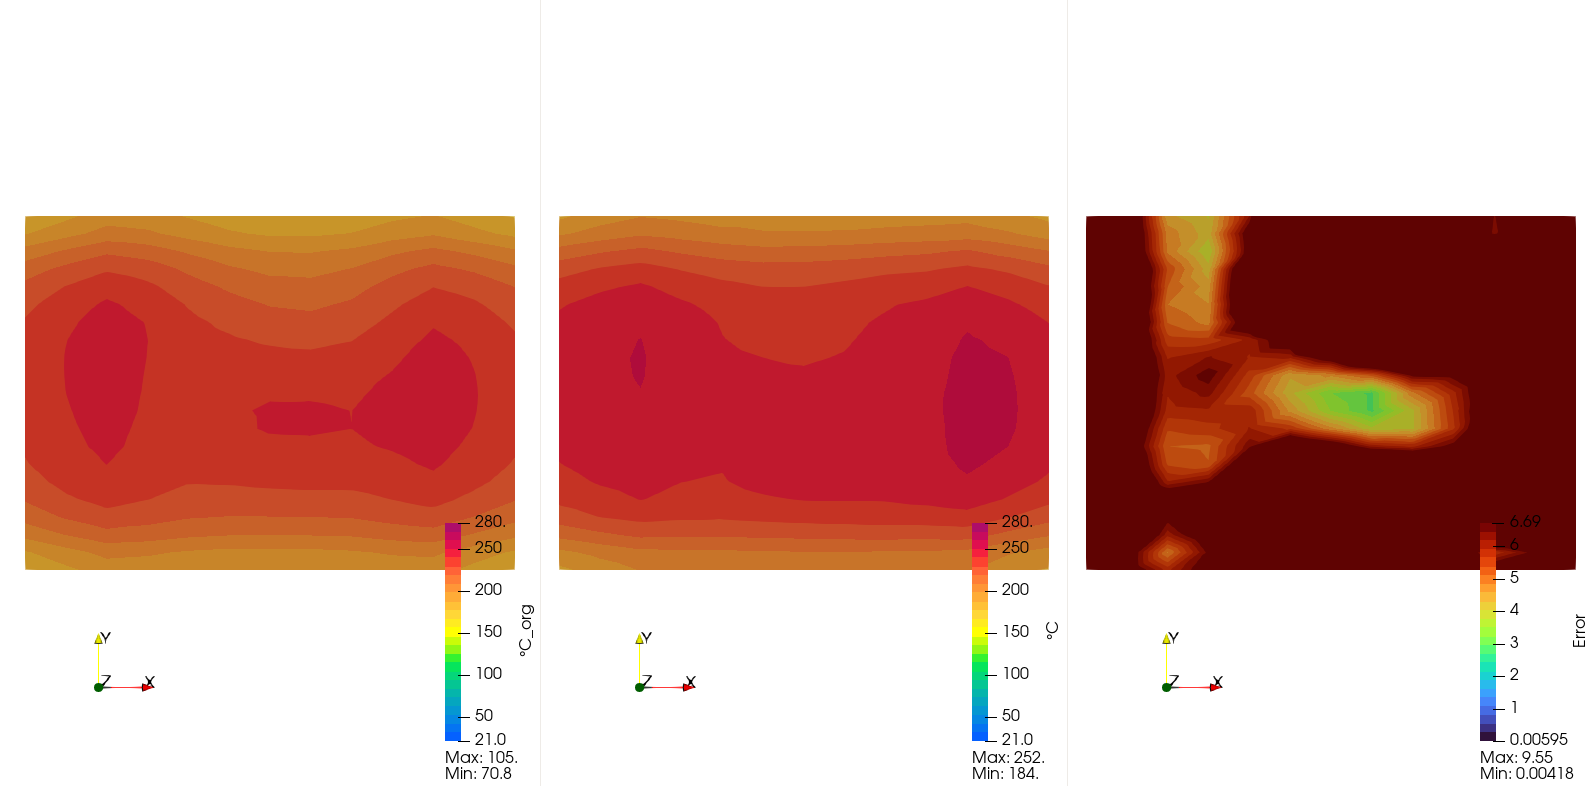 280.
250
200
150
100
50
21.0
°C_org
Max: 105.
Min: 70.8
Y
Z
X
280.
250
200
150
100
50
21.0
°C
Max: 252.
Min: 184.
Y
Z
X
6.69
6
5
4
3
2
1
0.00595
Error
Max: 9.55
Min: 0.00418
Y
Z
X